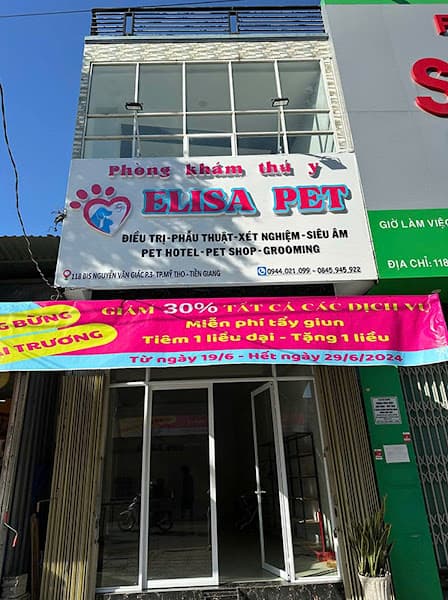 Phòng khám thú y
ELISA PET
ĐIỀU TRỊ-PHẪU THUẬT-XÉT NGHIỆM-SIÊU ÂM
PET HOTEL-PET SHOP-GROOMING
118 BIS NGUYỄN VĂN GIÁC P.3- TP.MỸ THO-TIỀN GIANG
0944.021.099 - 0845.945.922
GIỜ LÀM VIỆC
ĐỊA CHỈ: 118
G BỪNG
I TRƯƠNG
GIẢM 30% TẤT CẢ CÁC DỊCH VỤ
Miễn phí tẩy giun
Tiêm 1 liều dại - Tặng 1 liều
Từ ngày 19/6 - Hết ngày 29/6/2024